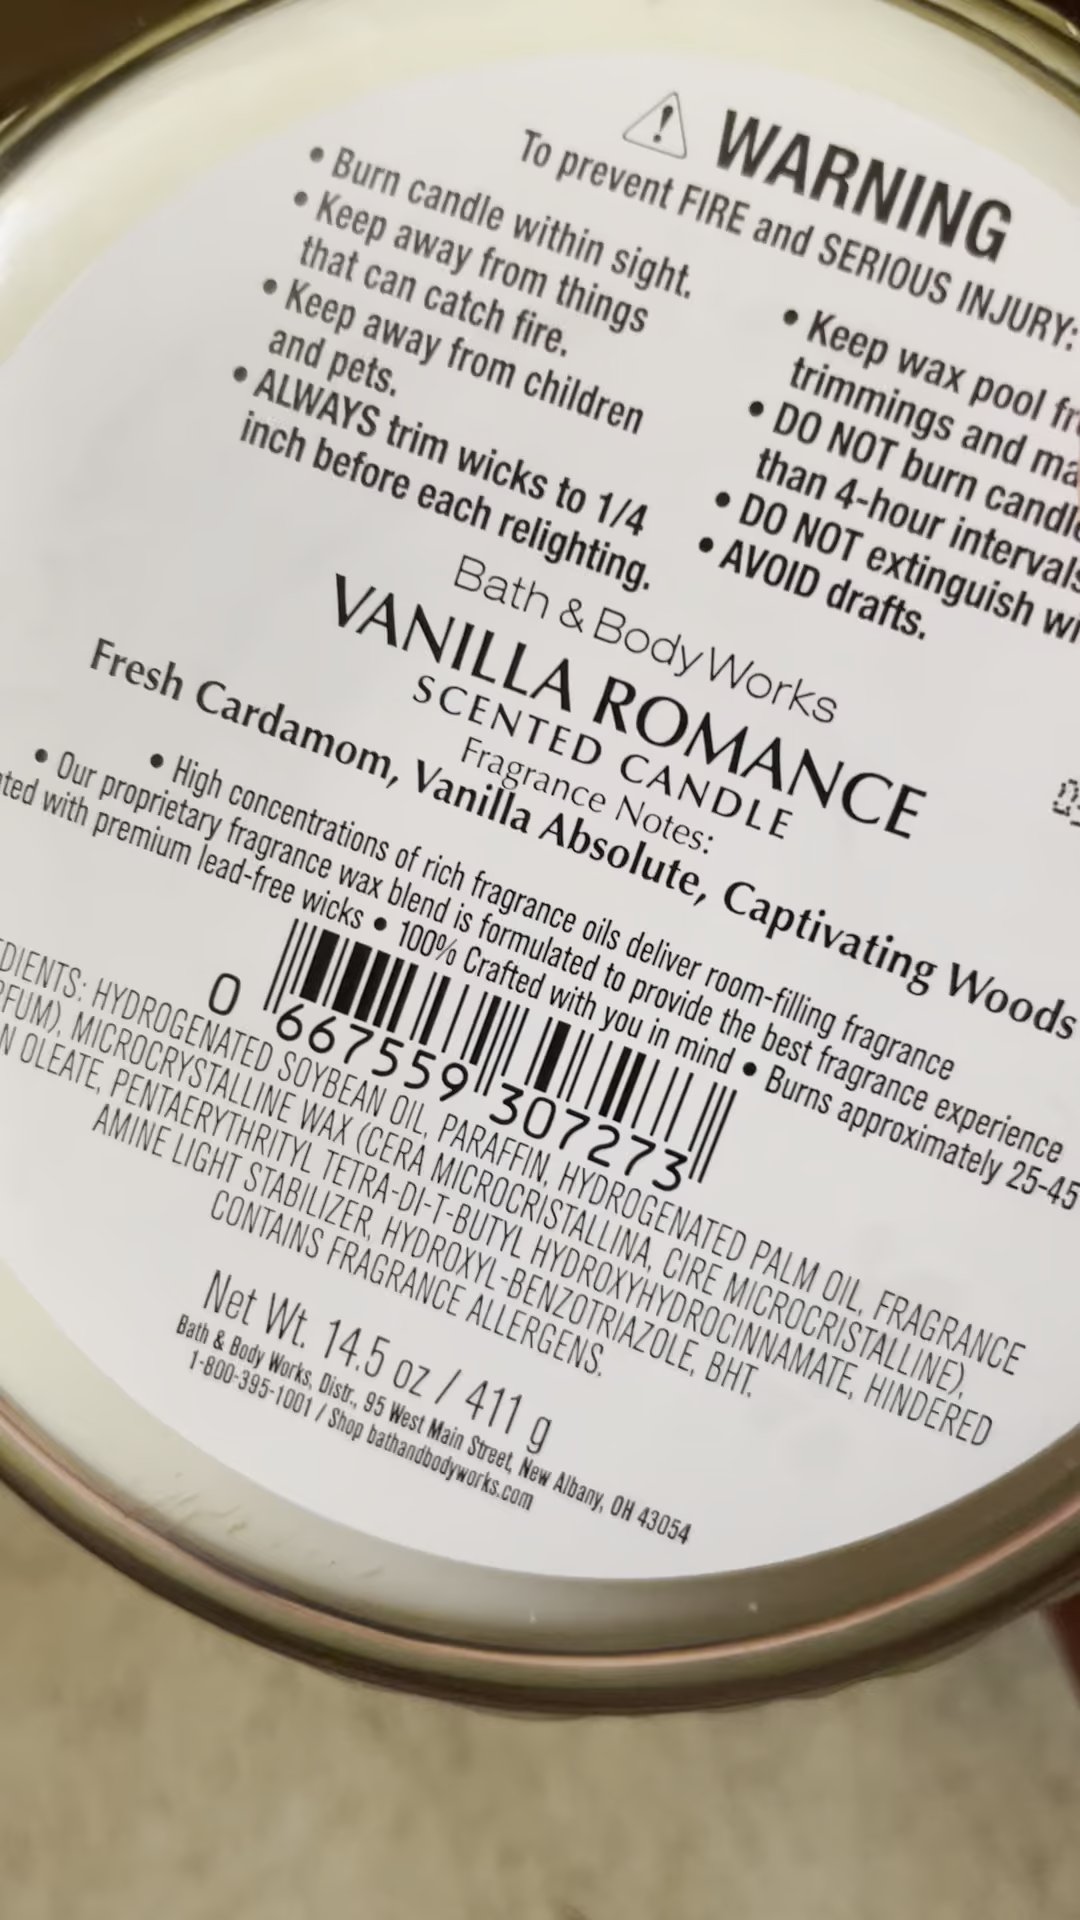 WARNING
To prevent FIRE and SERIOUS INJURY:
• Burn candle within sight.
• Keep away from things
that can catch fire.
• Keep away from children
and pets.
• ALWAYS trim wicks to 1/4
inch before each relighting.
• Keep wax pool
trimmings and
• DO NOT burn
than 4-hour intervals
• DO NOT extinguish
• AVOID drafts.
Bath & Body Works
VANILLA ROMANCE
SCENTED CANDLE
Fragrance Notes:
Fresh Cardamom, Vanilla Absolute, Captivating Woods
• High concentrations of rich fragrance oils deliver room-filling fragrance
• Our proprietary fragrance wax blend is formulated to provide the best fragrance experience
with premium lead-free wicks • 100% Crafted with you in mind • Burns approximately 25-45
0 667559 307273
HYDROGENATED SOYBEAN OIL, PARAFFIN, HYDROGENATED PALM OIL, FRAGRANCE
MICROCRYSTALLINE WAX (CERA MICROCRISTALLINA, CIRE MICROCRISTALLINE),
OLEATE, PENTAERYTHRITYL TETRA-DI-T-BUTYL HYDROXYHYDROCINNAMATE, HINDERED
AMINE LIGHT STABILIZER, HYDROXYL-BENZOTRIAZOLE, BHT.
CONTAINS FRAGRANCE ALLERGENS.
Net Wt. 14.5 oz / 411 g
Bath & Body Works, Distr., 95 West Main Street, New Albany, OH 43054
1-800-395-1001 / Shop bathandbodyworks.com